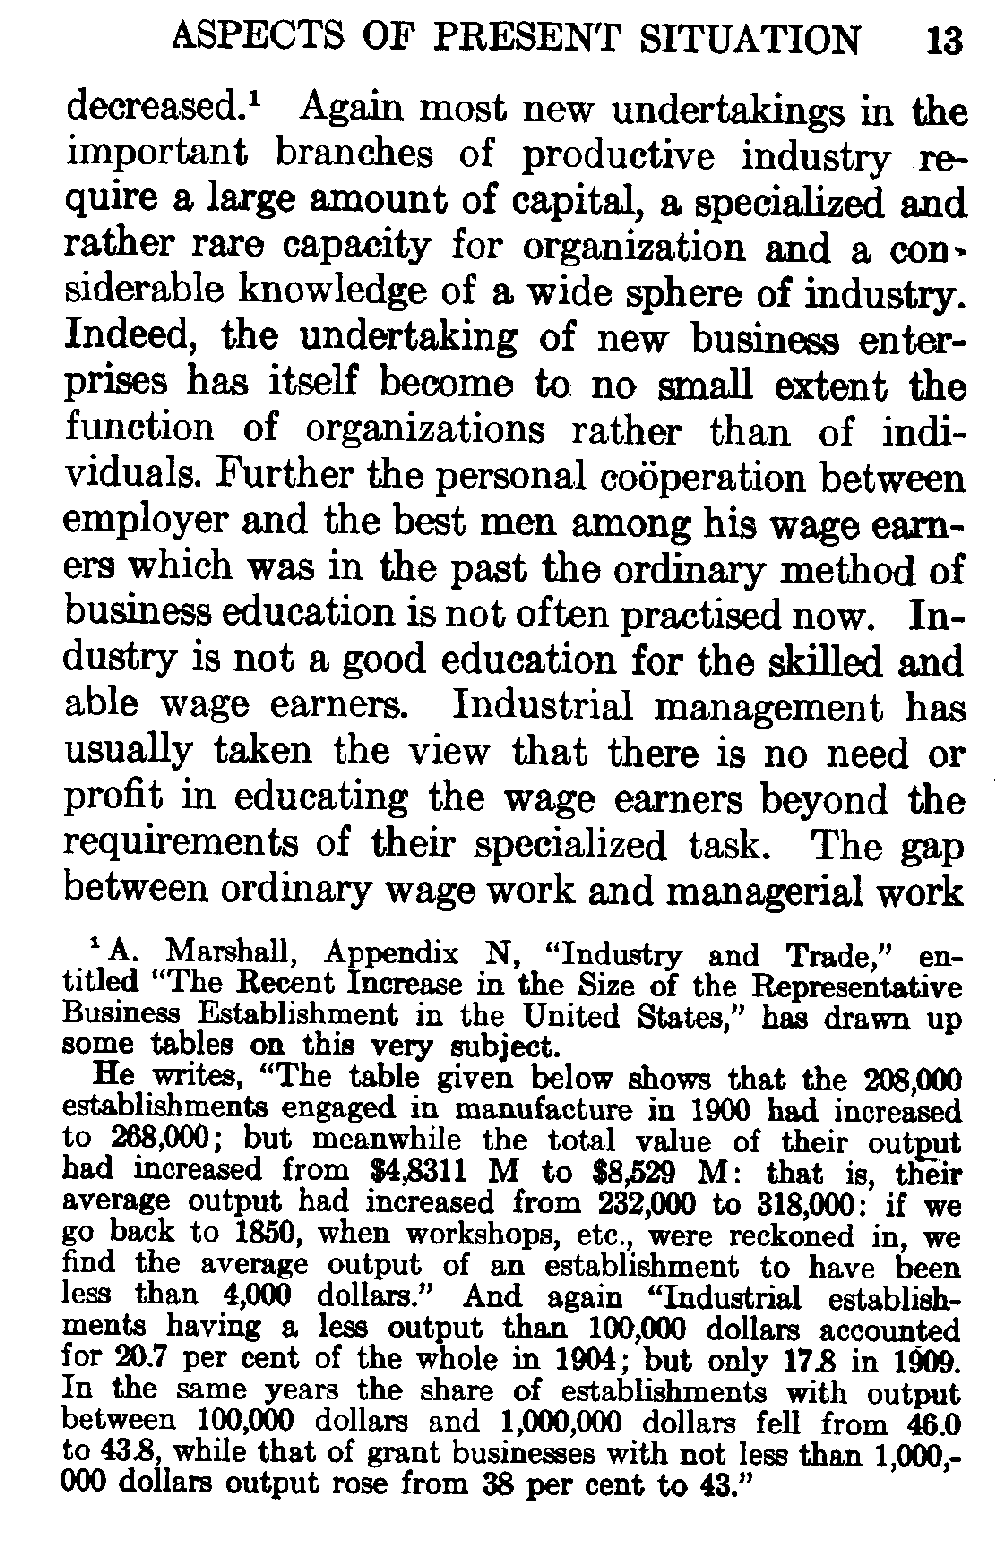 ASPECTS OF PRESENT SITUATION 13
decreased.¹ Again most new undertakings in the
important branches of productive industry re-
quire a large amount of capital, a specialized and
rather rare capacity for organization and a con-
siderable knowledge of a wide sphere of industry.
Indeed, the undertaking of new business enter-
prises has itself become to no small extent the
function of organizations rather than of indi-
viduals. Further the personal coöperation between
employer and the best men among his wage earn-
ers which was in the past the ordinary method of
business education is not often practised now. In-
dustry is not a good education for the skilled and
able wage earners. Industrial management has
usually taken the view that there is no need or
profit in educating the wage earners beyond the
requirements of their specialized task. The gap
between ordinary wage work and managerial work
¹ A. Marshall, Appendix N, "Industry and Trade," en-
titled "The Recent Increase in the Size of the Representative
Business Establishment in the United States," has drawn up
some tables on this very subject.
He writes, "The table given below shows that the 208,000
establishments engaged in manufacture in 1900 had increased
to 268,000; but meanwhile the total value of their output
had increased from $4,8311 M to $8,529 M: that is, their
average output had increased from 232,000 to 318,000: if we
go back to 1850, when workshops, etc., were reckoned in, we
find the average output of an establishment to have been
less than 4,000 dollars." And again "Industrial establish-
ments having a less output than 100,000 dollars accounted
for 20.7 per cent of the whole in 1904; but only 17.8 in 1909.
In the same years the share of establishments with output
between 100,000 dollars and 1,000,000 dollars fell from 46.0
to 43.8, while that of grant businesses with not less than 1,000,-
000 dollars output rose from 38 per cent to 43."